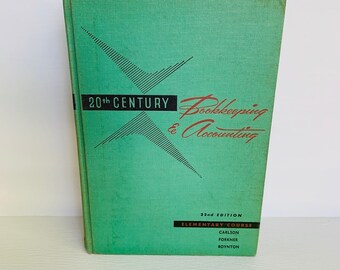 20th CENTURY
Bookkeeping
& Accounting
22nd EDITION
ELEMENTARY COURSE
CARLSON
FORKNER
BOYNTON